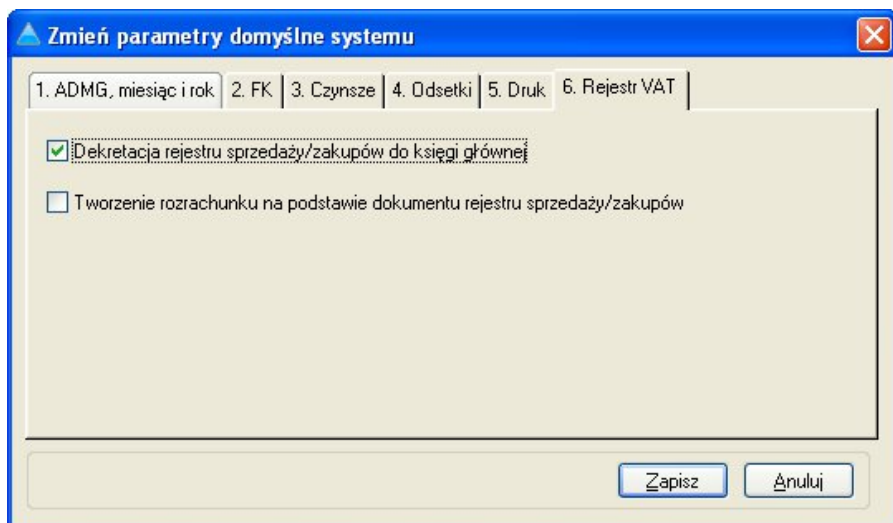 Zmień parametry domyślne systemu
1. ADMG, miesiąc i rok 2. FK 3. Czynsze 4. Odsetki 5. Druk 6. Rejestr VAT
Dekretacja rejestru sprzedaży/zakupów do księgi głównej
Tworzenie rozrachunku na podstawie dokumentu rejestru sprzedaży/zakupów
Zapisz Anuluj